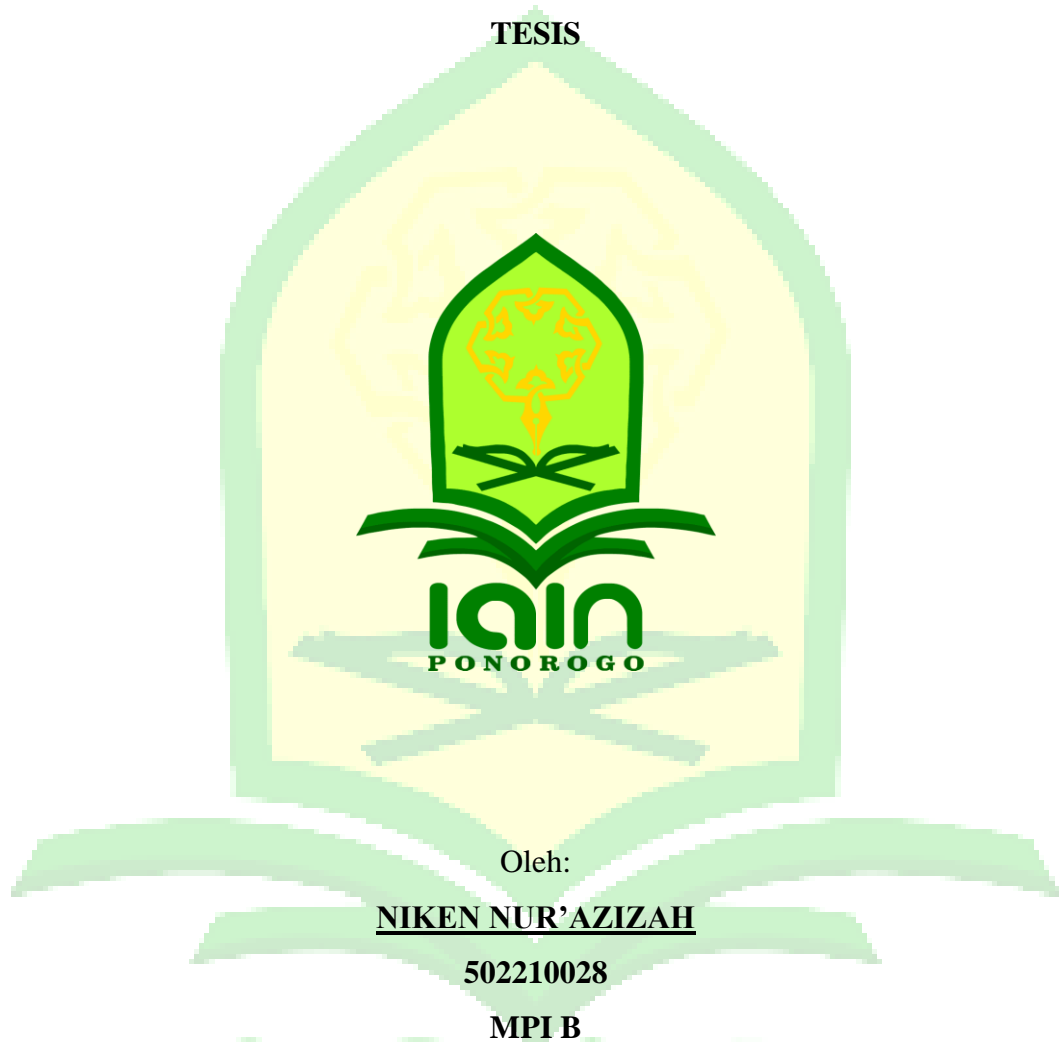 TESIS
IAIN
PONOROGO
Oleh:
NIKEN NUR’AZIZAH
502210028
MPI B